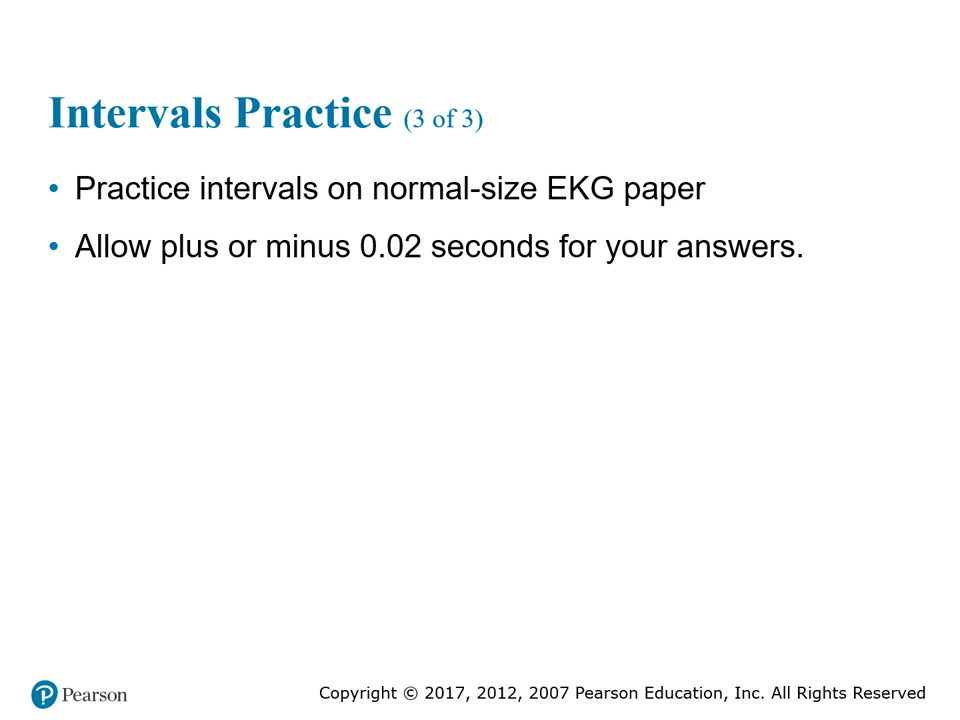 Intervals Practice (3 of 3)
• Practice intervals on normal-size EKG paper
• Allow plus or minus 0.02 seconds for your answers.
Pearson
Copyright © 2017, 2012, 2007 Pearson Education, Inc. All Rights Reserved